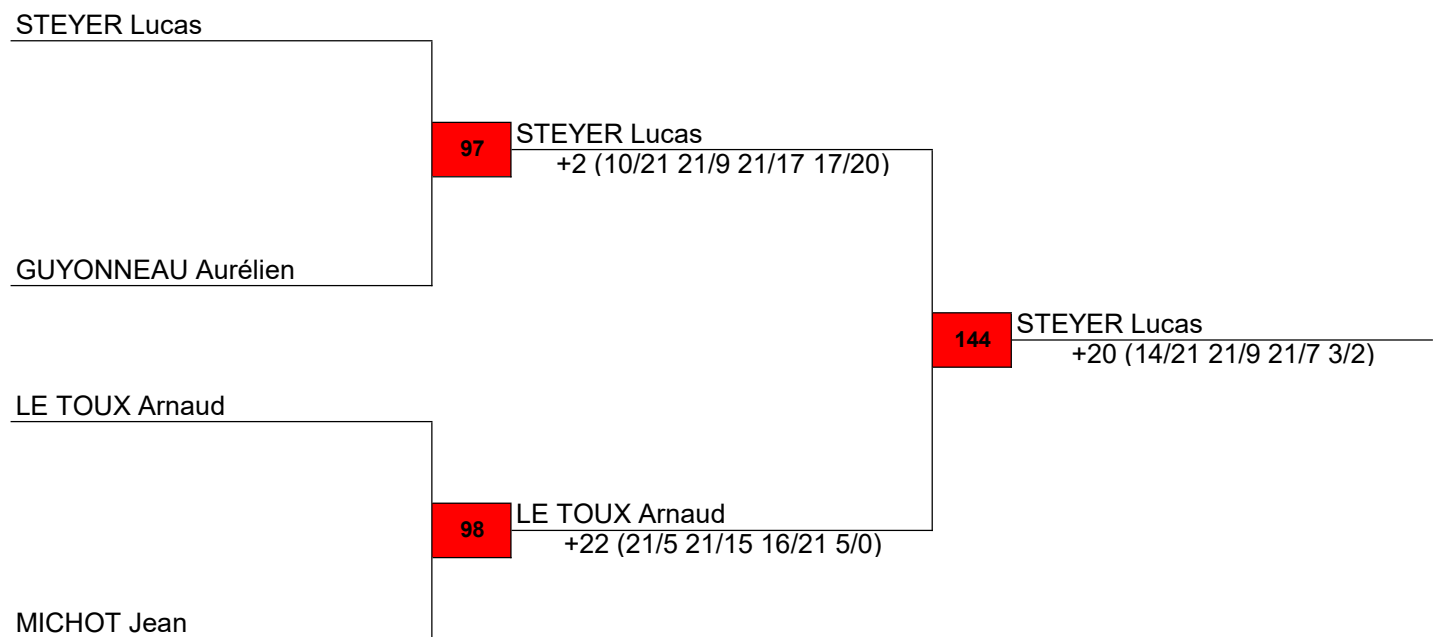 STEYER Lucas
97
STEYER Lucas
+2 (10/21 21/9 21/17 17/20)
GUYONNEAU Aurélien
144
STEYER Lucas
+20 (14/21 21/9 21/7 3/2)
LE TOUX Arnaud
98
LE TOUX Arnaud
+22 (21/5 21/15 16/21 5/0)
MICHOT Jean